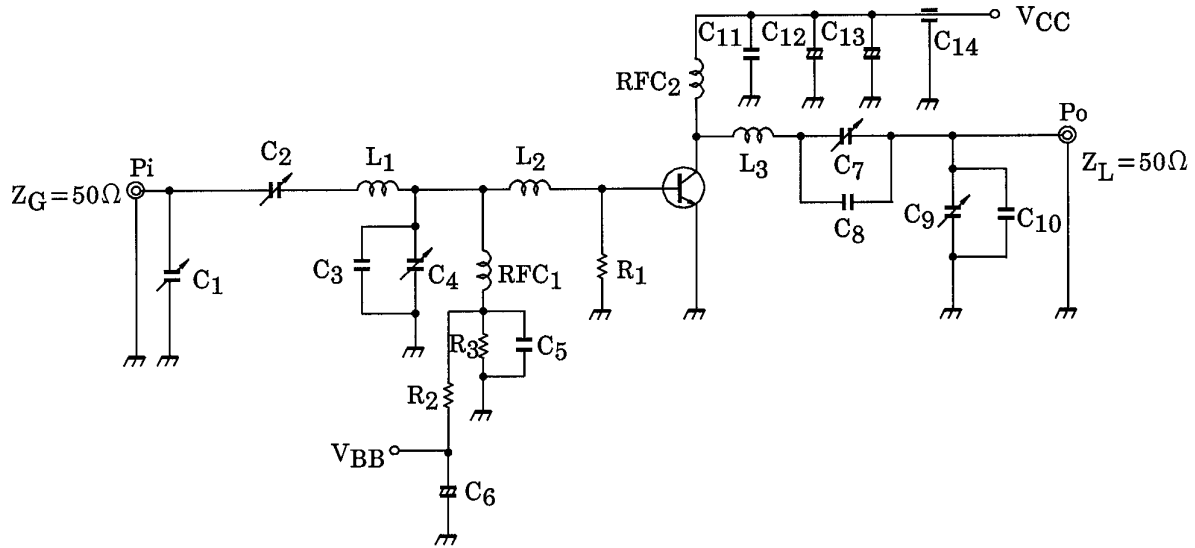 VCC
C11
C12
C13
C14
RFC2
Po
Pi
C2
L1
L2
L3
C7
ZL=50Ω
ZG=50Ω
C8
C9
C10
C1
C3
C4
RFC1
R1
R3
C5
R2
VBB
C6